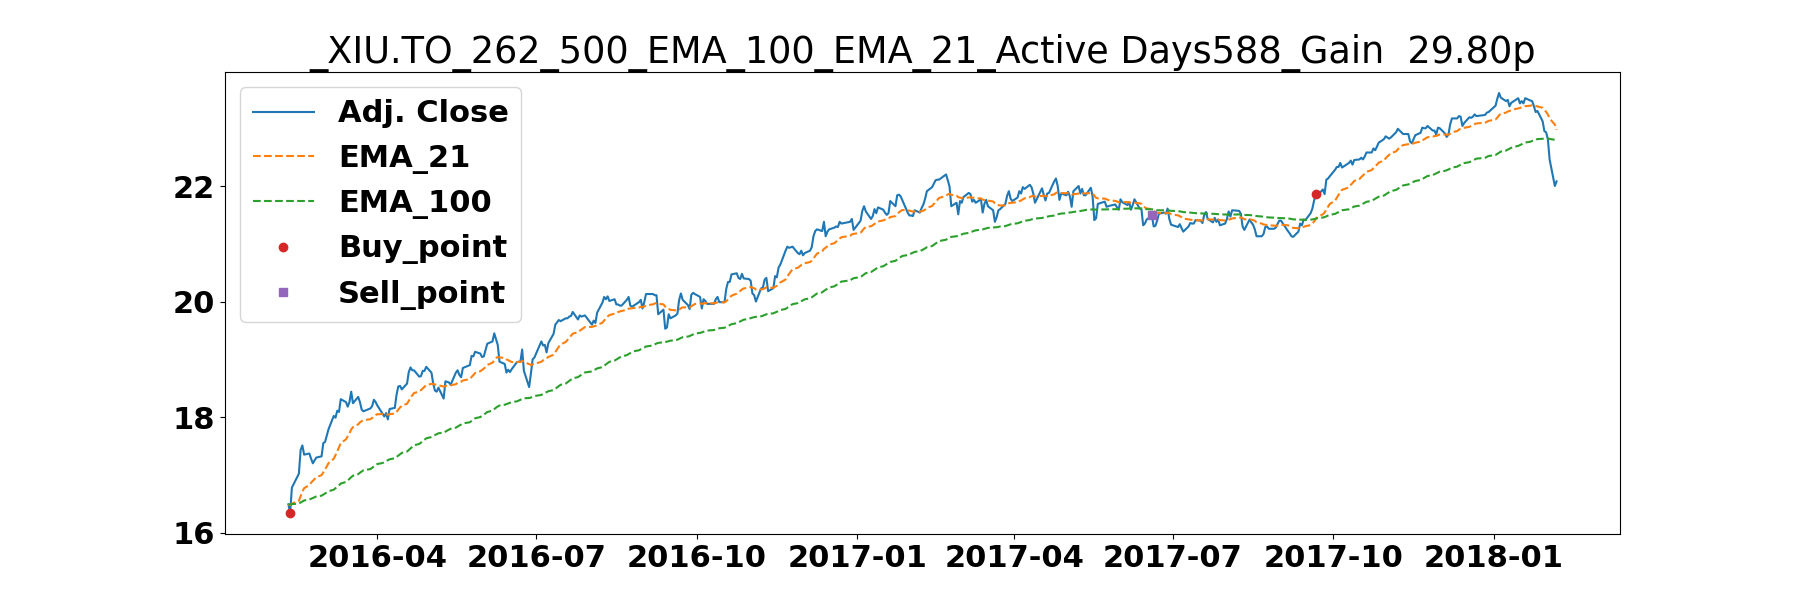 _XIU.TO_262_500_EMA_100_EMA_21_Active Days588_Gain  29.80p
Adj. Close
EMA_21
EMA_100
Buy_point
Sell_point
22
20
18
16
2016-04 2016-07 2016-10 2017-01 2017-04 2017-07 2017-10 2018-01